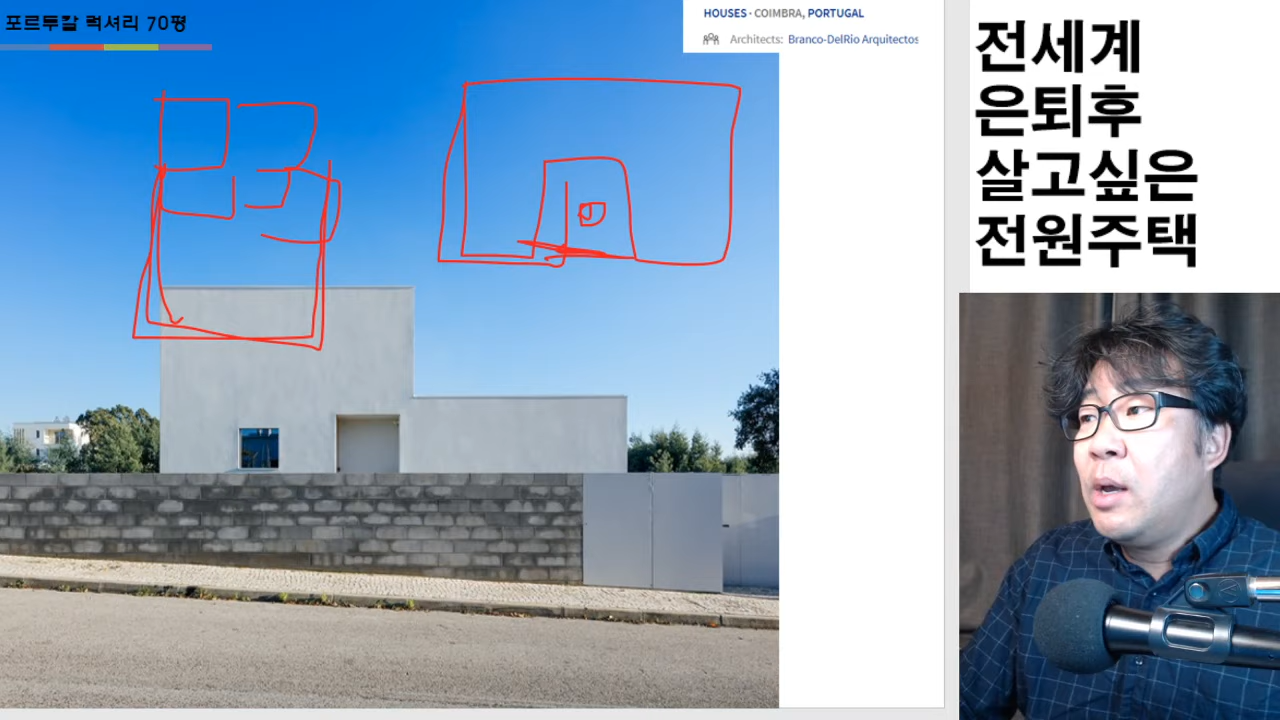 포르투칼 럭셔리 70평
HOUSES · COIMBRA, PORTUGAL
Architects: Branco-DelRio Arquitectos
전세계
은퇴후
살고싶은
전원주택